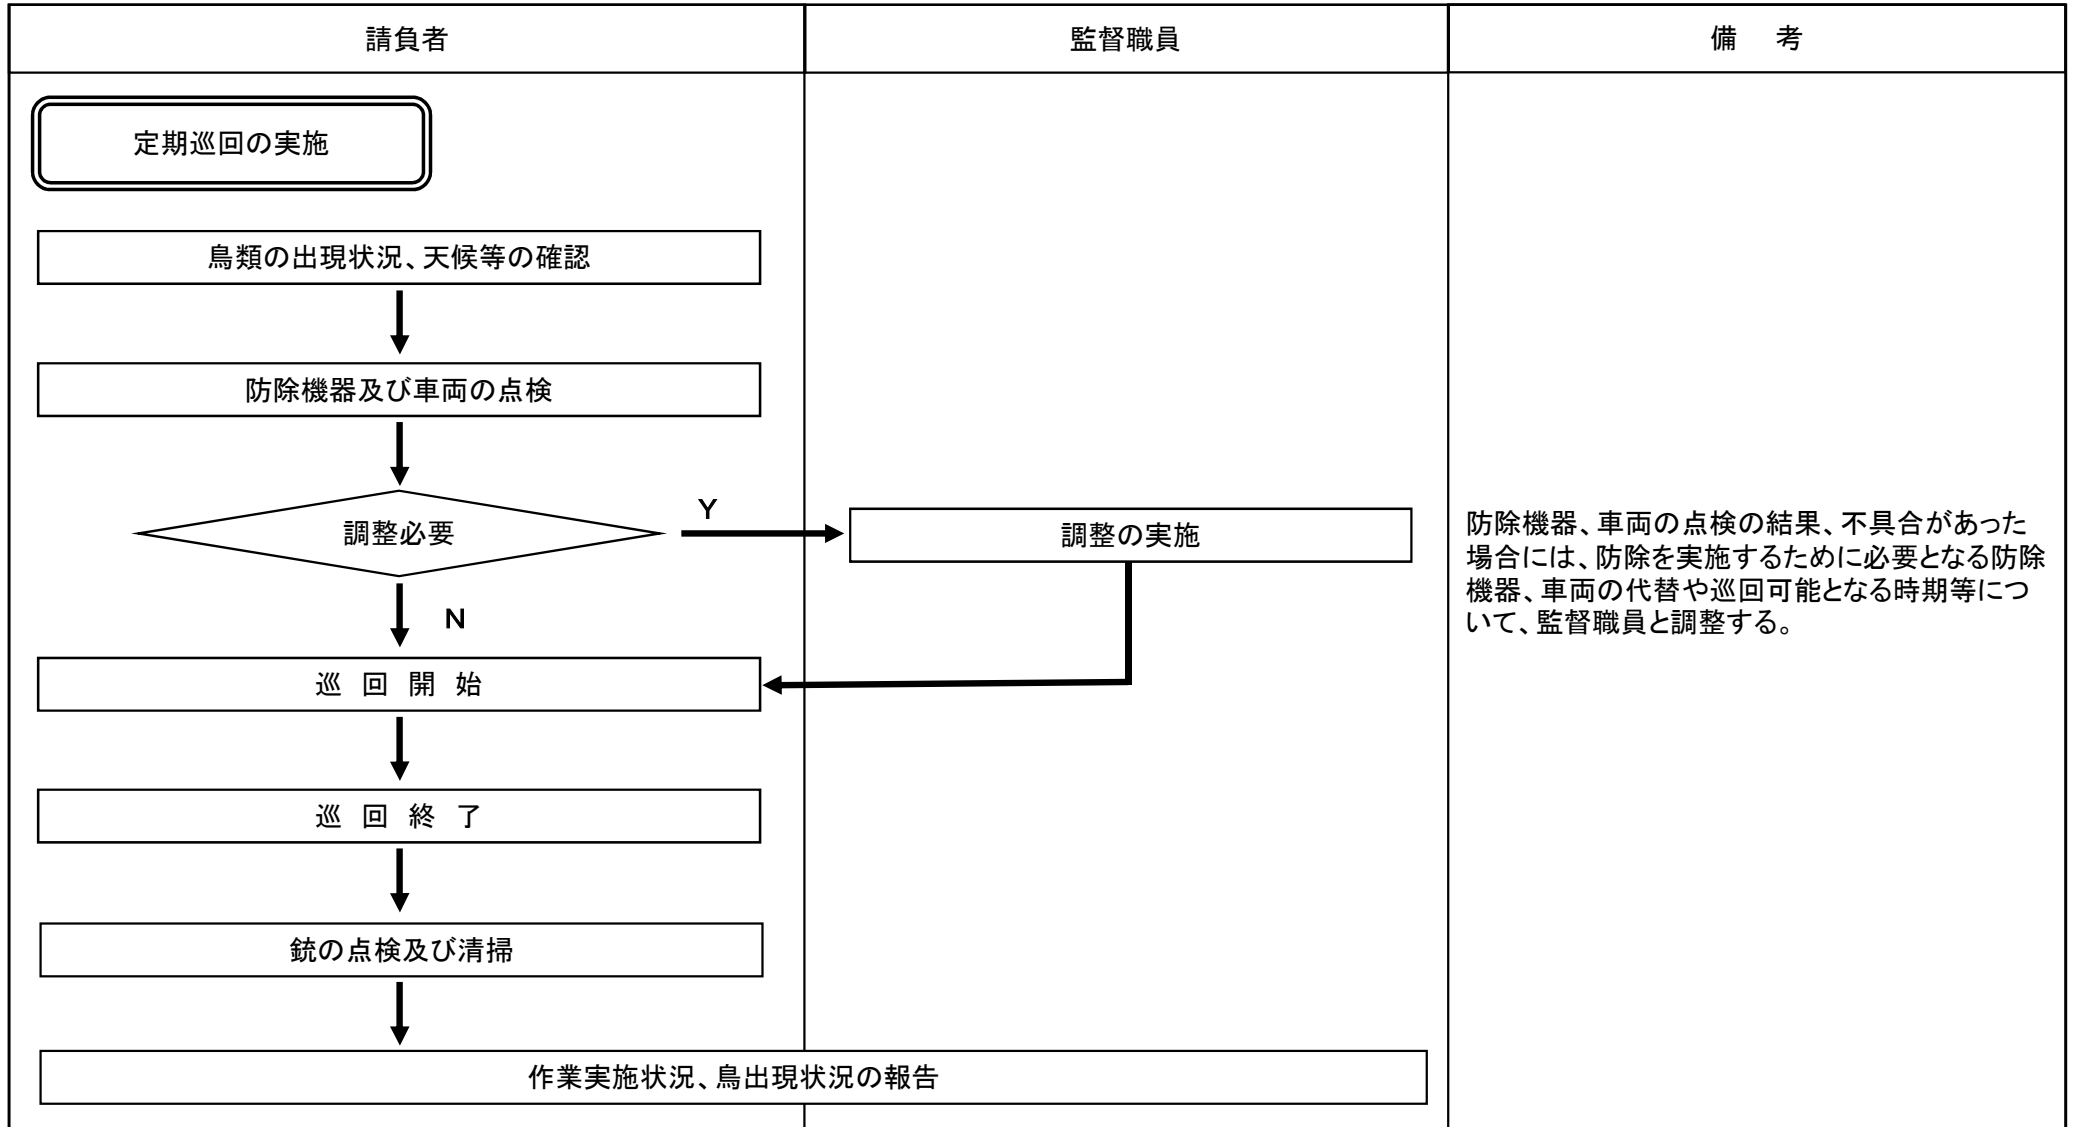 請負者
監督職員
備　考
定期巡回の実施
鳥類の出現状況、天候等の確認
防除機器及び車両の点検
調整必要
Ｙ
調整の実施
防除機器、車両の点検の結果、不具合があった
場合には、防除を実施するために必要となる防除
機器、車両の代替や巡回可能となる時期等につ
いて、監督職員と調整する。
Ｎ
巡　回　開　始
巡　回　終　了
銃の点検及び清掃
作業実施状況、鳥出現状況の報告